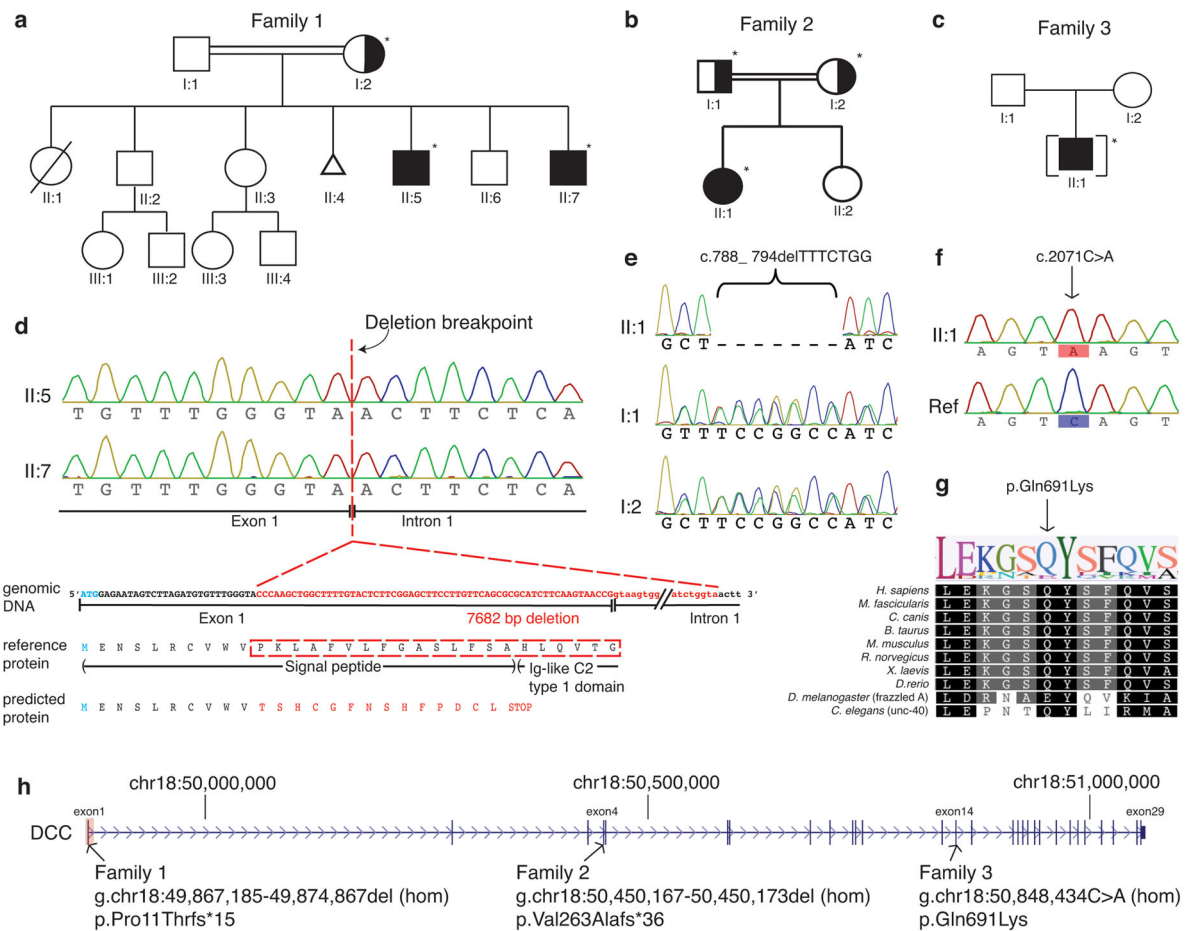 a
Family 1
*
I:1
I:2
*
*
II:1
II:2
II:3
II:4
II:5
II:6
II:7
III:1
III:2
III:3
III:4
b
Family 2
*
*
I:1
I:2
*
II:1
II:2
c
Family 3
I:1
I:2
*
II:1
d
Deletion breakpoint
II:5
T G T T T G G G T A A C T T C T C A
II:7
T G T T T G G G T A A C T T C T C A
Exon 1
Intron 1
genomic DNA
5'ATGGAGAATAGTCTTAGATGTGTTTGGGTACCCAAGCTGGCTTTTGTACTCTTCGGAGCTTCCTTGTTCAGCGCGCATCTTCAAGTAACCGgtaagtgg atctggtaactt 3'
Exon 1
7682 bp deletion
Intron 1
reference protein
M E N S L R C V W V P K L A F V L F G A S L F S A H L Q V T G
Signal peptide
Ig-like C2 type 1 domain
predicted protein
M E N S L R C V W V T S H C G F N S H F P D C L STOP
e
c.788_ 794delTTTCTGG
II:1
G C T - - - - - - - A T C
I:1
G T T T C C G G C C A T C
I:2
G C T T C C G G C C A T C
f
c.2071C>A
II:1
A G T A A G T
Ref
A G T C A G T
g
p.Gln691Lys
LEKGSQYSFQVS
H. sapiens L E K G S Q Y S F Q V S
M. fascicularis L E K G S Q Y S F Q V S
C. canis L E K G S Q Y S F Q V S
B. taurus L E K G S Q Y S F Q V S
M. musculus L E K G S Q Y S F Q V S
R. norvegicus L E K G S Q Y S F Q V S
X. laevis L E K G S Q Y S F Q V A
D.rerio L E K G S Q Y S F Q V S
D. melanogaster (frazzled A) L D R N A E Y Q V K I A
C. elegans (unc-40) L E P N T Q Y L I R M A
h
chr18:50,000,000
chr18:50,500,000
chr18:51,000,000
exon1
exon4
exon14
exon29
DCC
Family 1
g.chr18:49,867,185-49,874,867del (hom)
p.Pro11Thrfs*15
Family 2
g.chr18:50,450,167-50,450,173del (hom)
p.Val263Alafs*36
Family 3
g.chr18:50,848,434C>A (hom)
p.Gln691Lys